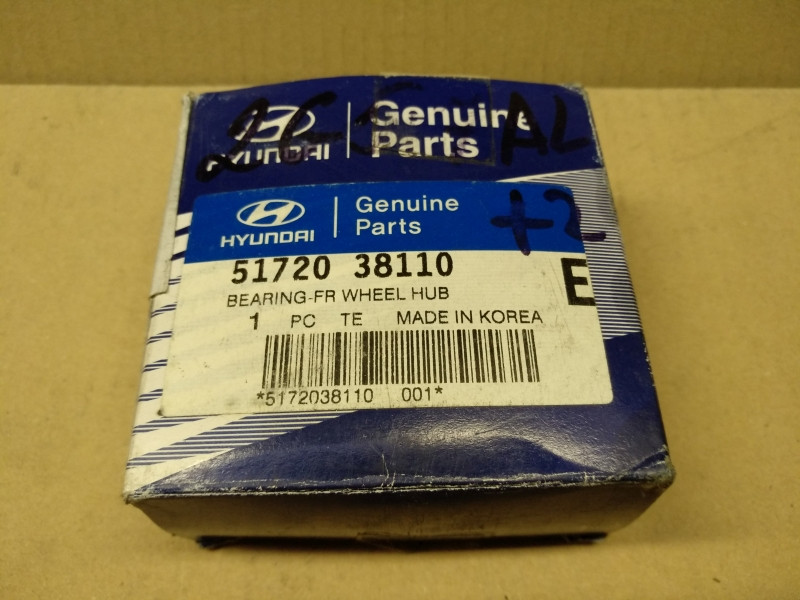 Genuine
HYUNDAI Parts
AL
Genuine
HYUNDAI Parts
+2
51720 38110
BEARING-FR WHEEL HUB
E
1 PC TE MADE IN KOREA
*5172038110 001*